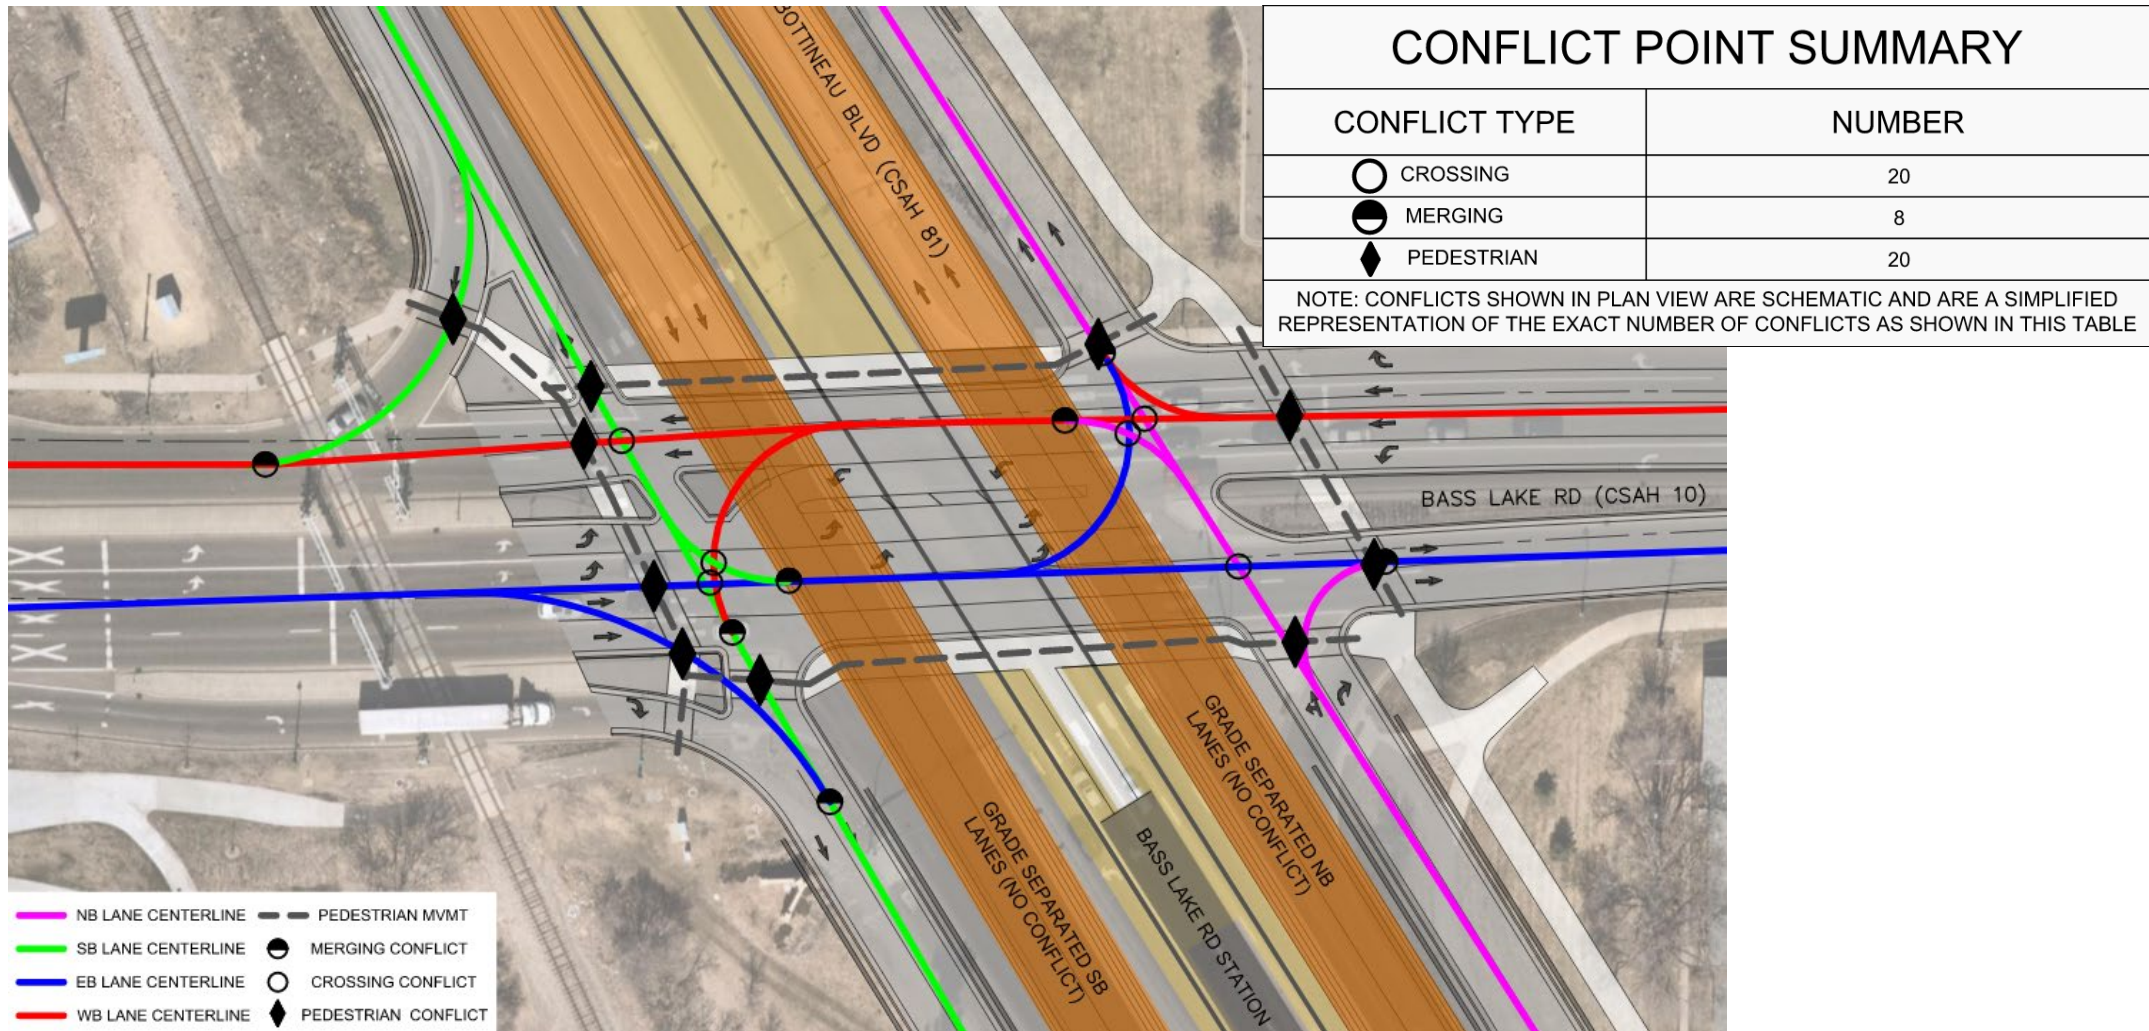 BOTTINEAU BLVD (CSAH 81)
CONFLICT POINT SUMMARY
CONFLICT TYPE
NUMBER
CROSSING
20
MERGING
8
PEDESTRIAN
20
NOTE: CONFLICTS SHOWN IN PLAN VIEW ARE SCHEMATIC AND ARE A SIMPLIFIED
REPRESENTATION OF THE EXACT NUMBER OF CONFLICTS AS SHOWN IN THIS TABLE
BASS LAKE RD (CSAH 10)
GRADE SEPARATED NB
LANES (NO CONFLICT)
GRADE SEPARATED SB
LANES (NO CONFLICT)
BASS LAKE RD STATION
NB LANE CENTERLINE
PEDESTRIAN MVMT
SB LANE CENTERLINE
MERGING CONFLICT
EB LANE CENTERLINE
CROSSING CONFLICT
WB LANE CENTERLINE
PEDESTRIAN CONFLICT